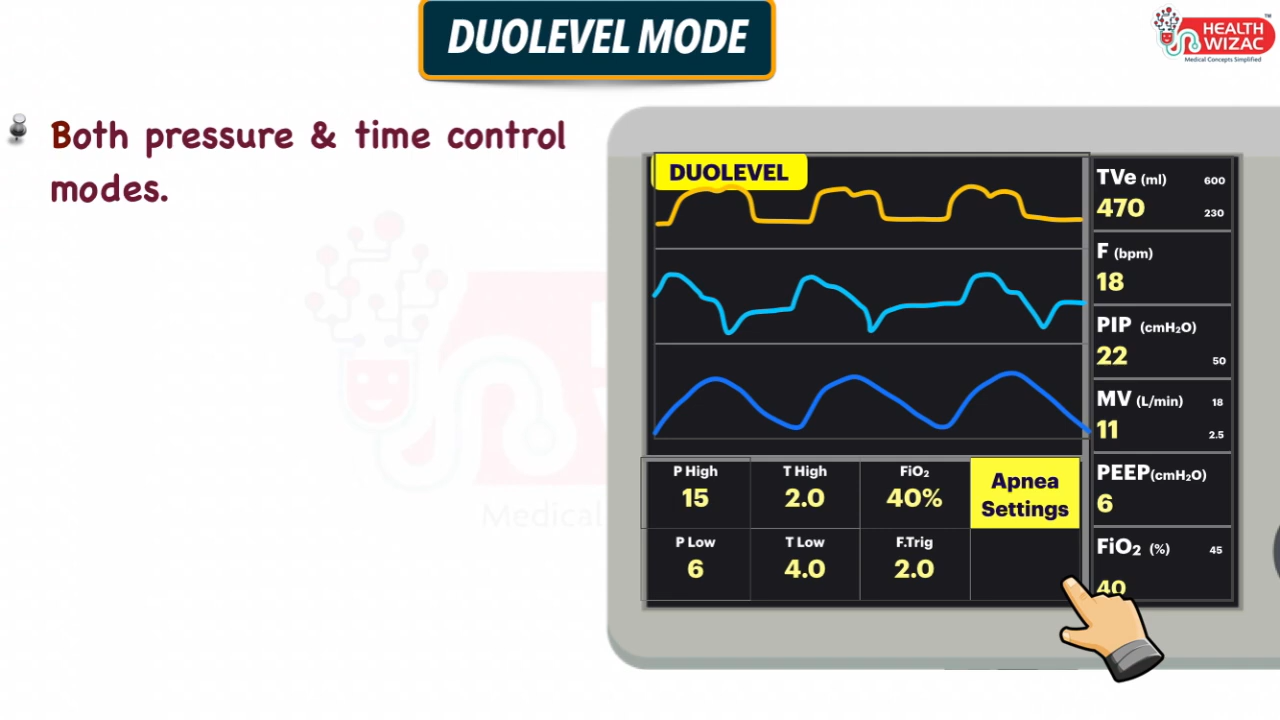 DUOLEVEL MODE
HEALTH
WIZAC
TM
Medical Concepts Simplified
Both pressure & time control
modes.
DUOLEVEL
TVe (ml) 600
470 230
F (bpm)
18
PIP (cmH₂O)
22 50
MV (L/min) 18
11 2.5
PEEP(cmH₂O)
6
FiO₂ (%) 45
40
P High T High FiO₂
15 2.0 40%
Apnea
Settings
P Low T Low F.Trig
6 4.0 2.0
Medical